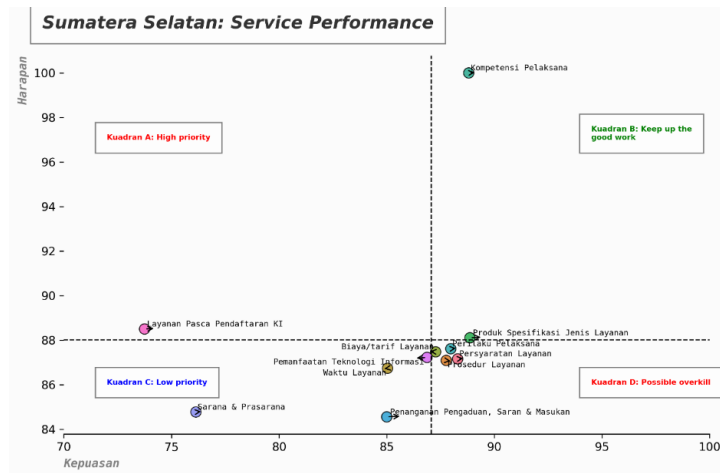 Sumatera Selatan: Service Performance
Harapan
100
98
96
94
92
90
88
86
84
Kompetensi Pelaksana
Kuadran A: High priority
Kuadran B: Keep up the
good work
Layanan Pasca Pendaftaran KI
Produk Spesifikasi Jenis Layanan
Biaya/tarif Layanan
Perilaku Pelaksana
Persyaratan Layanan
Pemanfaatan Teknologi Informasi
Prosedur Layanan
Waktu Layanan
Kuadran C: Low priority
Kuadran D: Possible overkill
Sarana & Prasarana
Penanganan Pengaduan, Saran & Masukan
70
75
80
85
90
95
100
Kepuasan